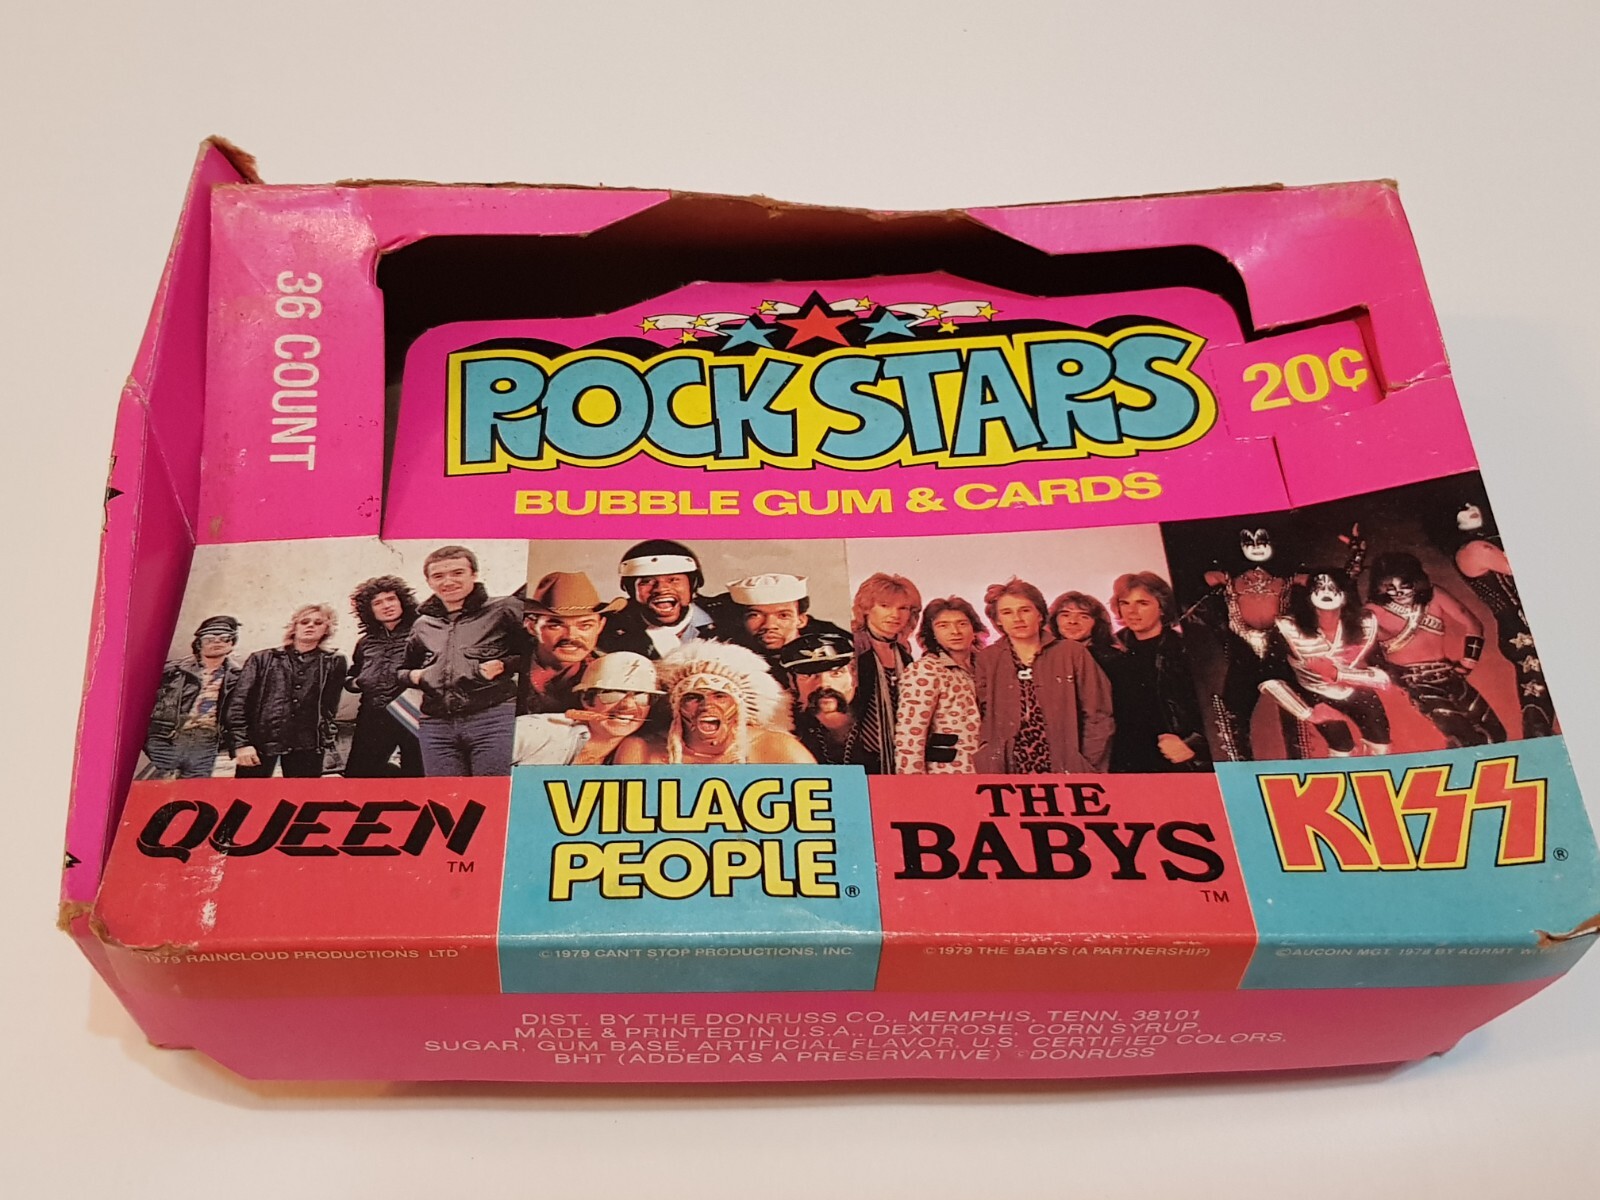 36 COUNT
ROCK STARS
20¢
BUBBLE GUM & CARDS
QUEEN ™
VILLAGE
PEOPLE ®
THE
BABYS ™
KISS ®
1979 RAINCLOUD PRODUCTIONS LTD
©1979 CAN'T STOP PRODUCTIONS, INC
©1979 THE BABYS (A PARTNERSHIP)
©AUCOIN MGT. 1978 BY AGRMT
DIST. BY THE DONRUSS CO., MEMPHIS, TENN. 38101
MADE & PRINTED IN U.S.A., DEXTROSE, CORN SYRUP,
SUGAR, GUM BASE, ARTIFICIAL FLAVOR, U.S. CERTIFIED COLORS,
BHT (ADDED AS A PRESERVATIVE) ©DONRUSS